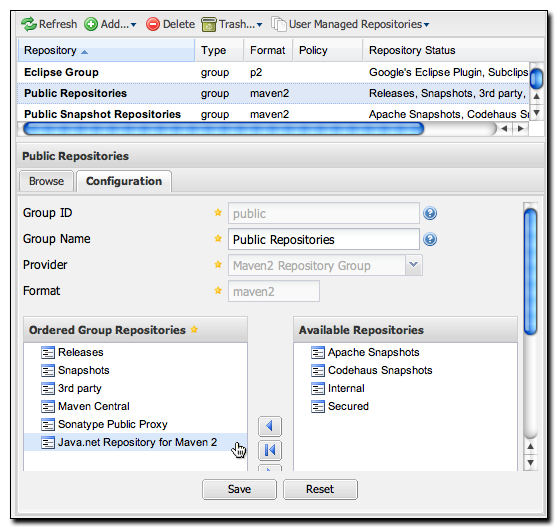 Refresh Add... Delete Trash... User Managed Repositories
Repository Type Format Policy Repository Status
Eclipse Group group p2 Google's Eclipse Plugin, Subclips
Public Repositories group maven2 Releases, Snapshots, 3rd party,
Public Snapshot Repositories group maven2 Apache Snapshots, Codehaus Sn
Public Repositories
Browse Configuration
Group ID public
Group Name Public Repositories
Provider Maven2 Repository Group
Format maven2
Ordered Group Repositories Available Repositories
Releases Apache Snapshots
Snapshots Codehaus Snapshots
3rd party Internal
Maven Central Secured
Sonatype Public Proxy
Java.net Repository for Maven 2
Save Reset